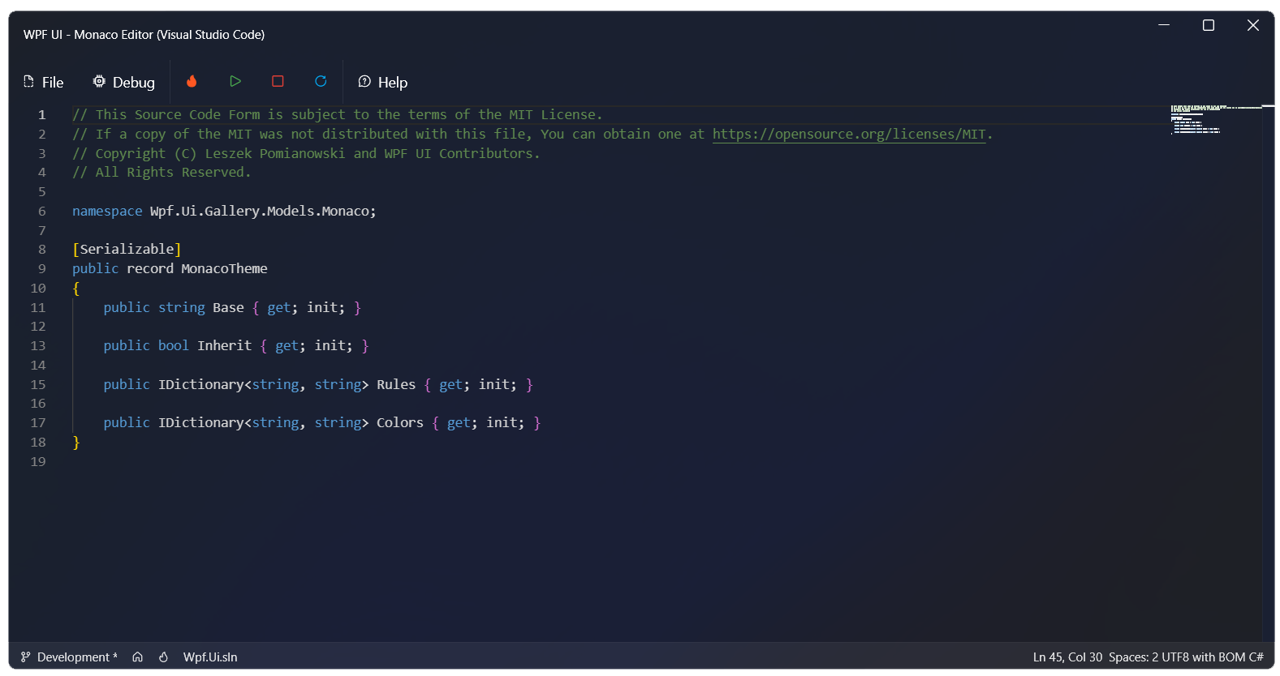 WPF UI - Monaco Editor (Visual Studio Code)
File Debug Help
1 // This Source Code Form is subject to the terms of the MIT License.
2 // If a copy of the MIT was not distributed with this file, You can obtain one at https://opensource.org/licenses/MIT.
3 // Copyright (C) Leszek Pomianowski and WPF UI Contributors.
4 // All Rights Reserved.
5
6 namespace Wpf.Ui.Gallery.Models.Monaco;
7
8 [Serializable]
9 public record MonacoTheme
10 {
11     public string Base { get; init; }
12
13     public bool Inherit { get; init; }
14
15     public IDictionary<string, string> Rules { get; init; }
16
17     public IDictionary<string, string> Colors { get; init; }
18 }
19
Development * Wpf.Ui.sln Ln 45, Col 30 Spaces: 2 UTF8 with BOM C#